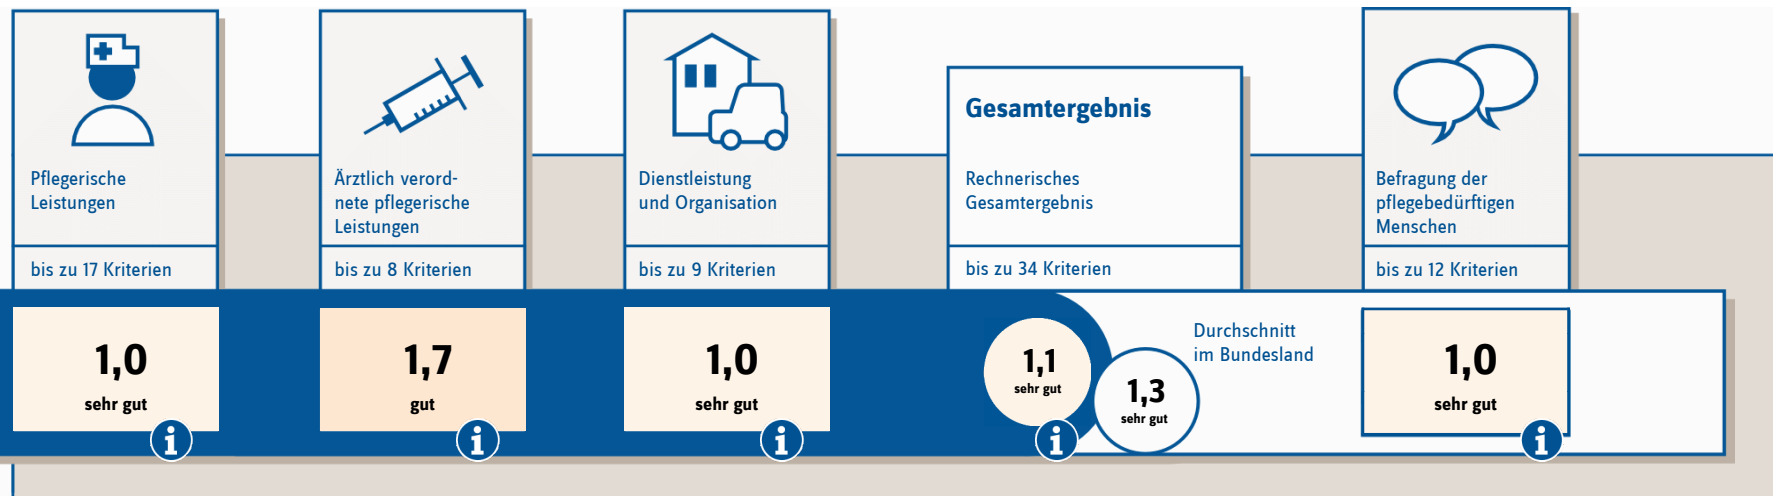 Pflegerische
Leistungen
bis zu 17 Kriterien
1,0
sehr gut
i
Ärztlich verord-
nete pflegerische
Leistungen
bis zu 8 Kriterien
1,7
gut
i
Dienstleistung
und Organisation
bis zu 9 Kriterien
1,0
sehr gut
i
Gesamtergebnis
Rechnerisches
Gesamtergebnis
bis zu 34 Kriterien
1,1
sehr gut
i
1,3
sehr gut
Durchschnitt
im Bundesland
Befragung der
pflegebedürftigen
Menschen
bis zu 12 Kriterien
1,0
sehr gut
i